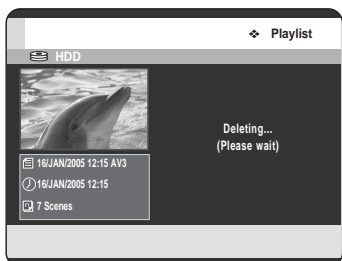 ❖ Playlist
HDD
Deleting...
(Please wait)
16/JAN/2005 12:15 AV3
16/JAN/2005 12:15
7 Scenes